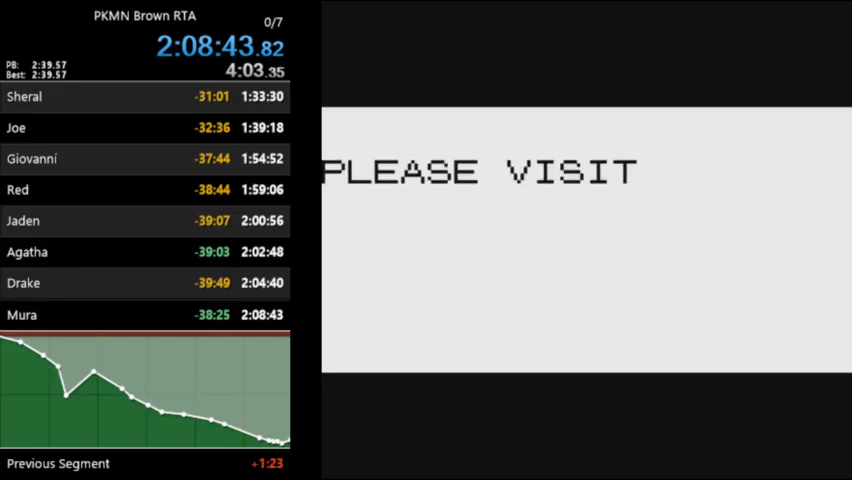 PKMN Brown RTA
0/7
2:08:43.82
PB: 2:39.57
Best: 2:39.57
4:03.35
Sheral -31:01 1:33:30
Joe -32:36 1:39:18
Giovanni -37:44 1:54:52
Red -38:44 1:59:06
Jaden -39:07 2:00:56
Agatha -39:03 2:02:48
Drake -39:49 2:04:40
Mura -38:25 2:08:43
Previous Segment +1:23
PLEASE VISIT